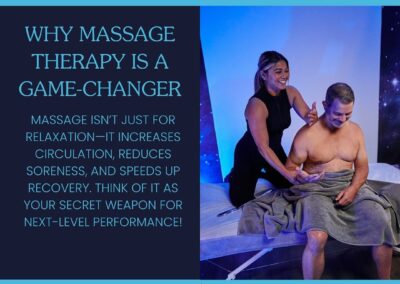 WHY MASSAGE
THERAPY IS A
GAME-CHANGER
MASSAGE ISN'T JUST FOR
RELAXATION—IT INCREASES
CIRCULATION, REDUCES
SORENESS, AND SPEEDS UP
RECOVERY. THINK OF IT AS
YOUR SECRET WEAPON FOR
NEXT-LEVEL PERFORMANCE!